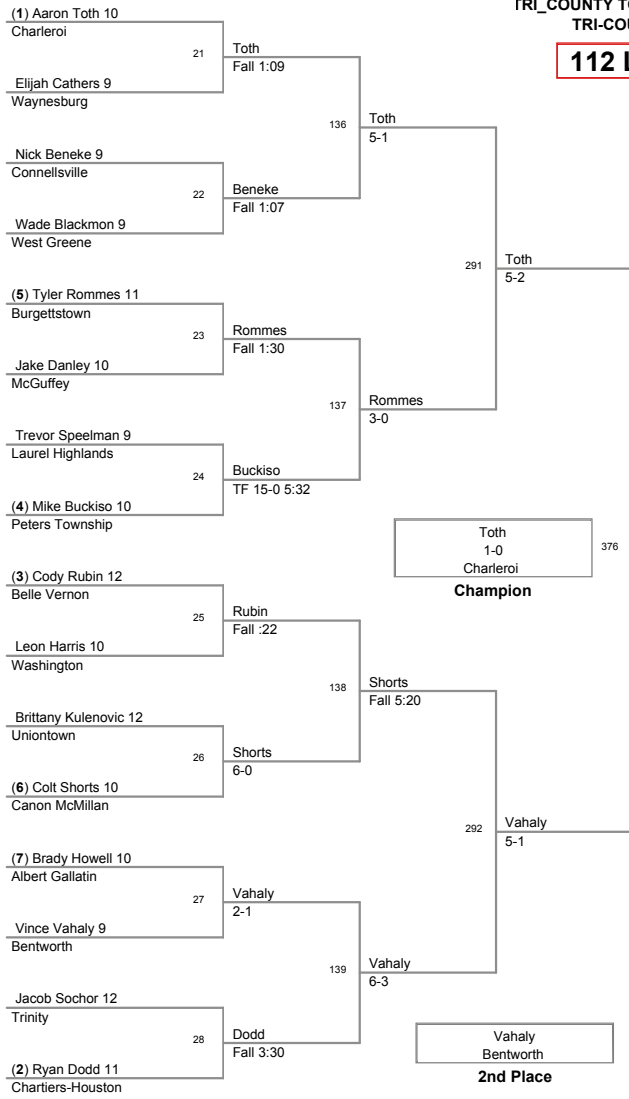 TRI_COUNTY TO
TRI-COU
112 L
(1) Aaron Toth 10
Charleroi
21
Toth
Fall 1:09
Elijah Cathers 9
Waynesburg
136
Toth
5-1
Nick Beneke 9
Connellsville
22
Beneke
Fall 1:07
Wade Blackmon 9
West Greene
291
Toth
5-2
(5) Tyler Rommes 11
Burgettstown
23
Rommes
Fall 1:30
Jake Danley 10
McGuffey
137
Rommes
3-0
Trevor Speelman 9
Laurel Highlands
24
Buckiso
TF 15-0 5:32
(4) Mike Buckiso 10
Peters Township
Toth
1-0
Charleroi
376
Champion
(3) Cody Rubin 12
Belle Vernon
25
Rubin
Fall :22
Leon Harris 10
Washington
138
Shorts
Fall 5:20
Brittany Kulenovic 12
Uniontown
26
Shorts
6-0
(6) Colt Shorts 10
Canon McMillan
292
Vahaly
5-1
(7) Brady Howell 10
Albert Gallatin
27
Vahaly
2-1
Vince Vahaly 9
Bentworth
139
Vahaly
6-3
Jacob Sochor 12
Trinity
28
Dodd
Fall 3:30
(2) Ryan Dodd 11
Chartiers-Houston
Vahaly
Bentworth
2nd Place